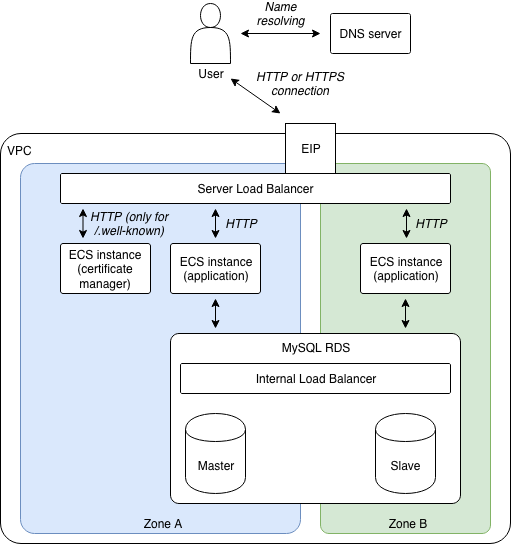 Name
resolving
DNS server
User
HTTP or HTTPS
connection
VPC
EIP
Server Load Balancer
HTTP (only for
/.well-known)
HTTP
HTTP
ECS instance
(certificate
manager)
ECS instance
(application)
ECS instance
(application)
MySQL RDS
Internal Load Balancer
Master
Slave
Zone A
Zone B